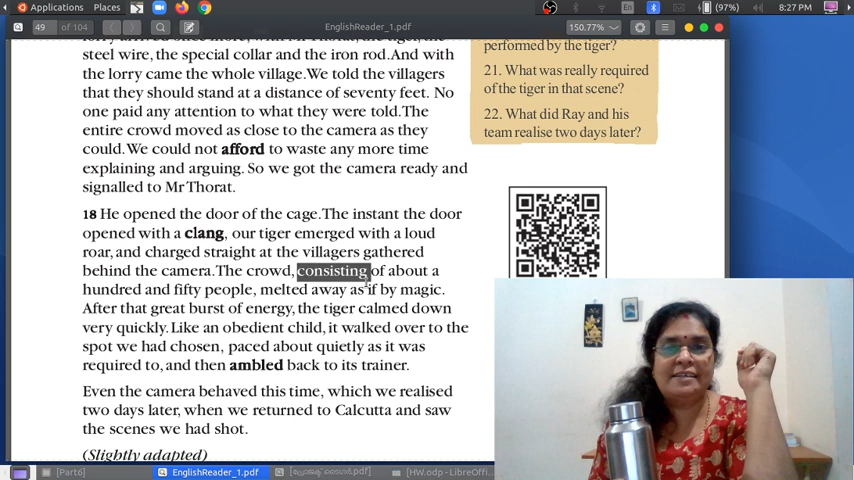 Applications Places En (97%) 8:27 PM
49 of 104 EnglishReader_1.pdf 150.77%
steel wire, the special collar and the iron rod.And with
the lorry came the whole village.We told the villagers
that they should stand at a distance of seventy feet. No
one paid any attention to what they were told.The
entire crowd moved as close to the camera as they
could.We could not afford to waste any more time
explaining and arguing. So we got the camera ready and
signalled to Mr Thorat.
18 He opened the door of the cage.The instant the door
opened with a clang, our tiger emerged with a loud
roar, and charged straight at the villagers gathered
behind the camera.The crowd, consisting of about a
hundred and fifty people, melted away as if by magic.
After that great burst of energy, the tiger calmed down
very quickly. Like an obedient child, it walked over to the
spot we had chosen, paced about quietly as it was
required to, and then ambled back to its trainer.
Even the camera behaved this time, which we realised
two days later, when we returned to Calcutta and saw
the scenes we had shot.
(Slightly adapted)
performed by the tiger?
21. What was really required
of the tiger in that scene?
22. What did Ray and his
team realise two days later?
[Part6] EnglishReader_1.pdf [HW.odp - LibreOffi...